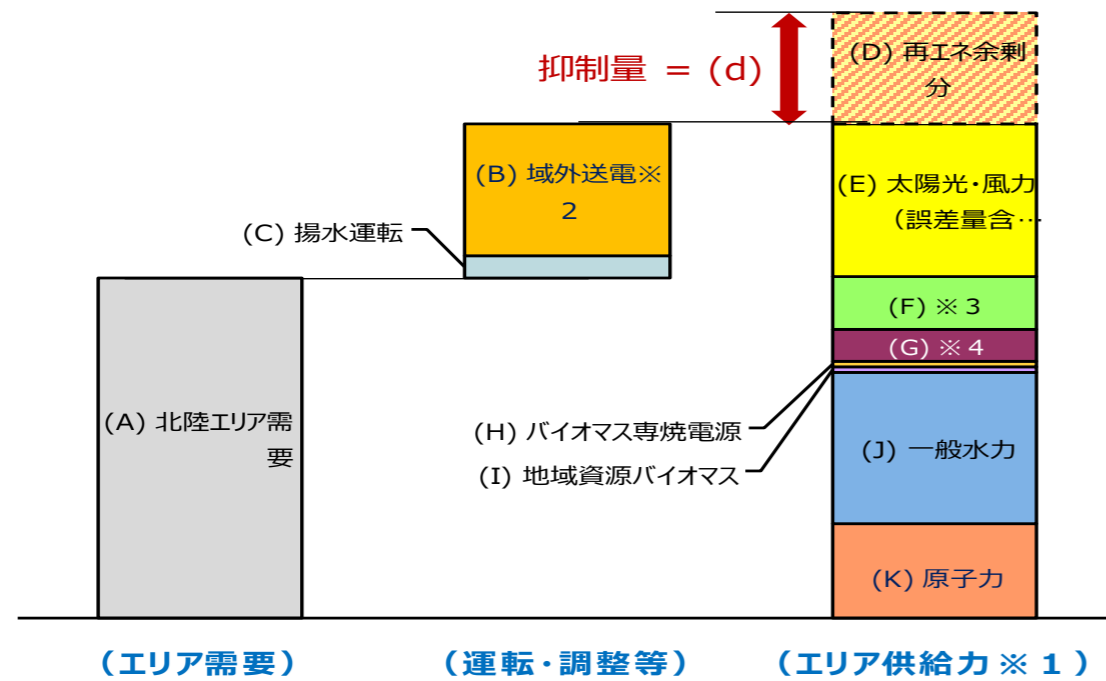 抑制量 = (d)
(D) 再エネ余剰
分
(B) 域外送電※
2
(C) 揚水運転
(E) 太陽光・風力
(誤差量含…
(F) ※3
(G) ※4
(A) 北陸エリア需
要
(H) バイオマス専焼電源
(I) 地域資源バイオマス
(J) 一般水力
(K) 原子力
(エリア需要)
(運転・調整等)
(エリア供給力※1)